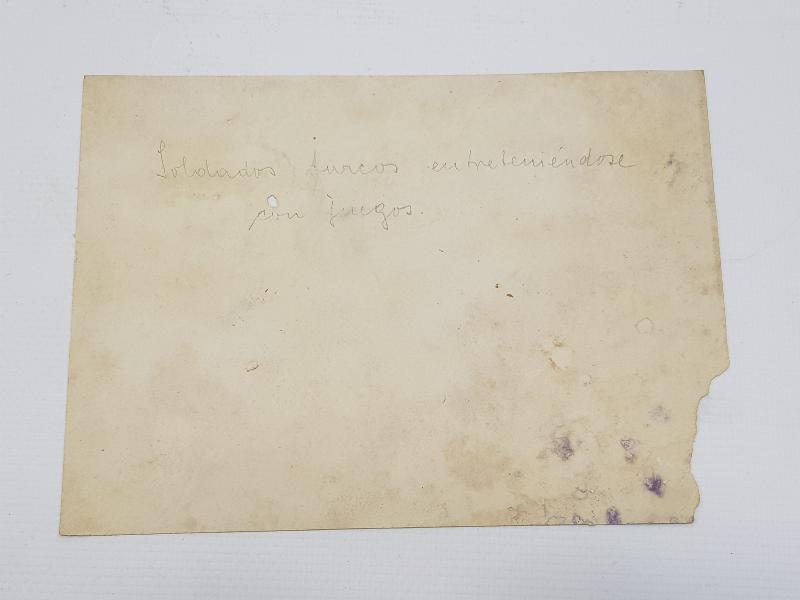 Soldados turcos entreteniéndose
con juegos.